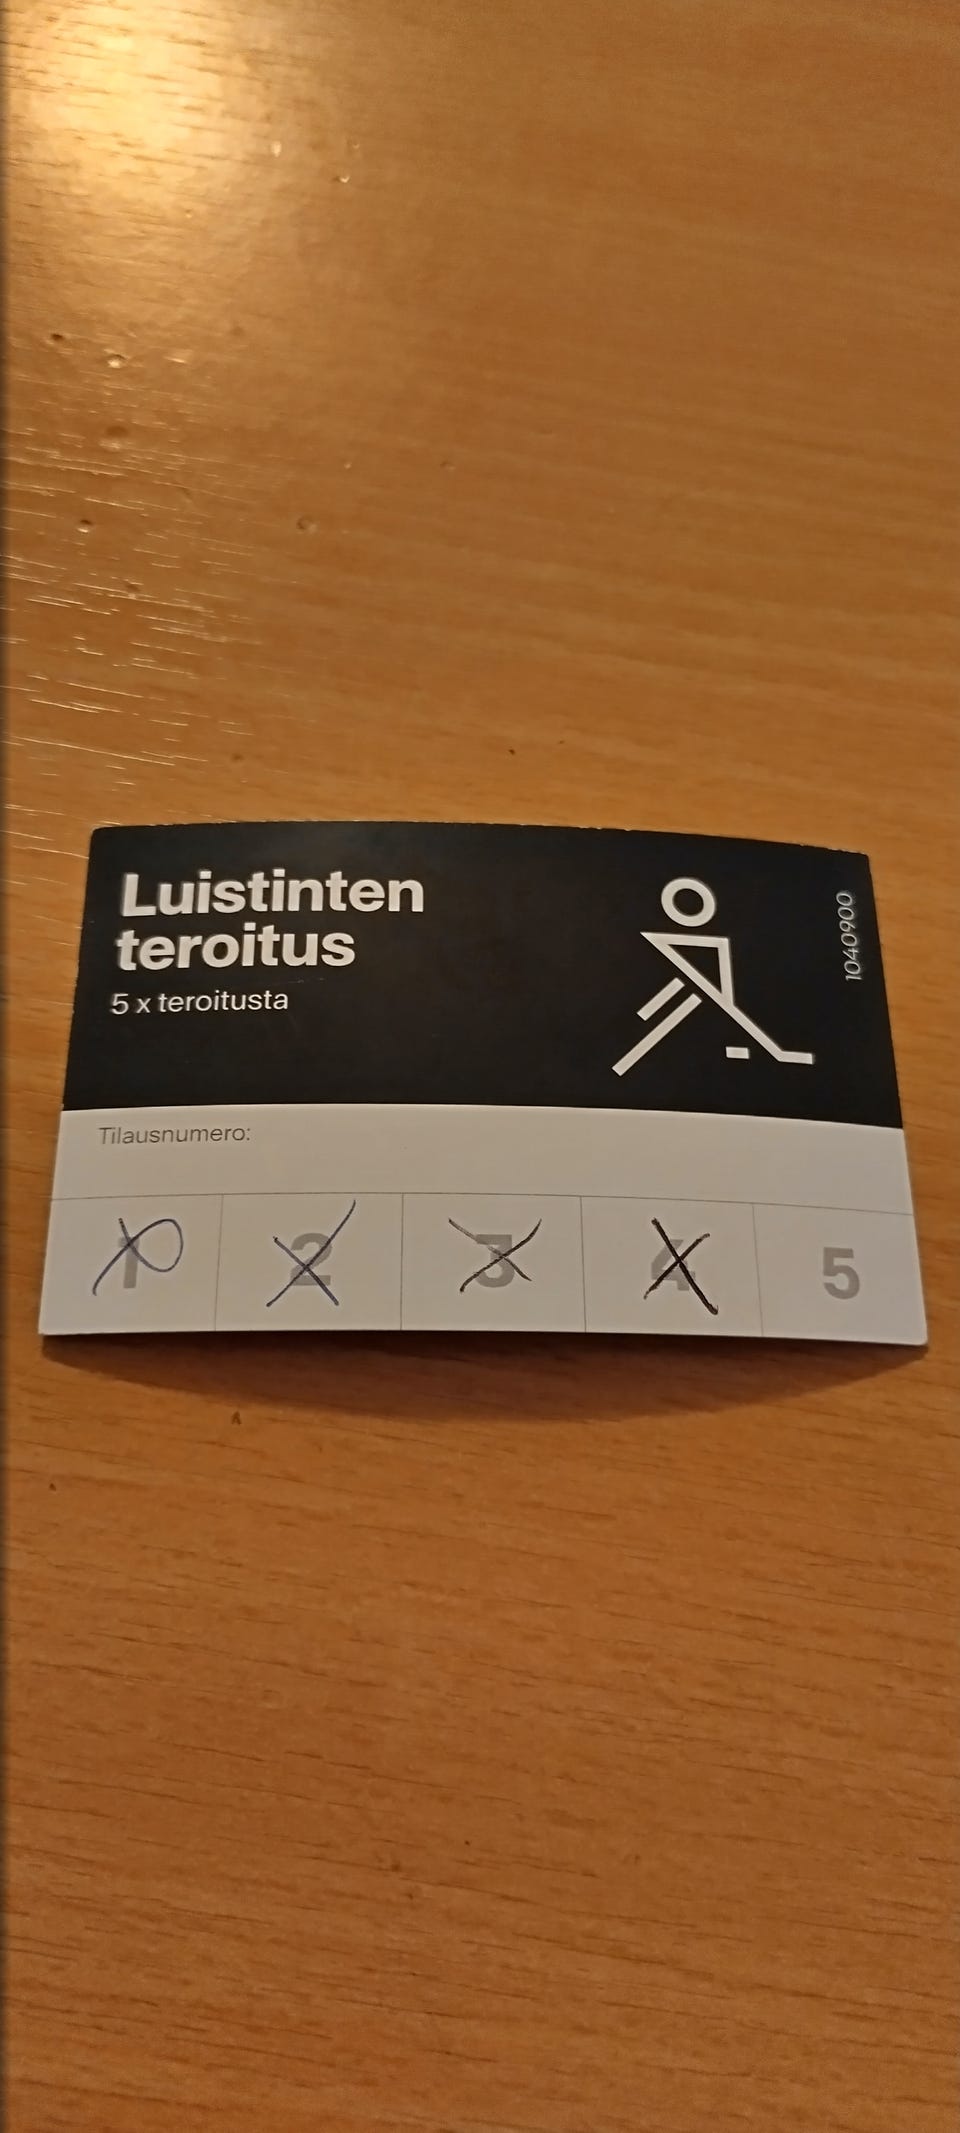 Luistinten
teroitus
5 x teroitusta
1040900
Tilausnumero:
1 2 3 4 5